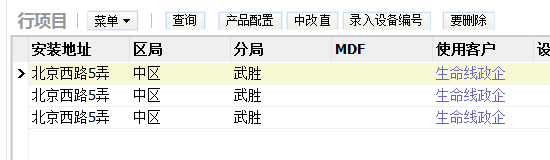 行项目 菜单 查询 产品配置 中改直 录入设备编号 要删除
安装地址 区局 分局 MDF 使用客户
北京西路5弄 中区 武胜 生命线政企
北京西路5弄 中区 武胜 生命线政企
北京西路5弄 中区 武胜 生命线政企